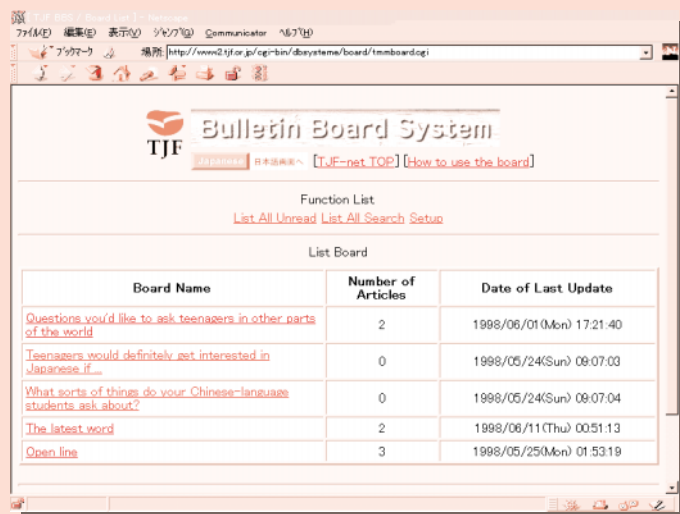 [TJF BBS / Board List] - Netscape
ファイル(F) 編集(E) 表示(V) ジャンプ(G) Communicator ヘルプ(H)
ブックマーク 場所: http://www2.tjf.or.jp/cgi-bin/dbsystems/board/tmmboard.cgi
TJF
Bulletin Board System
Japanese 日本語画面へ [TJF-net TOP] [How to use the board]
Function List
List All Unread List All Search Setup
List Board
Board Name Number of Articles Date of Last Update
Questions you'd like to ask teenagers in other parts
of the world 2 1998/06/01(Mon) 17:21:40
Teenagers would definitely get interested in
Japanese if... 0 1998/05/24(Sun) 09:07:03
What sorts of things do your Chinese-language
students ask about? 0 1998/05/24(Sun) 09:07:04
The latest word 2 1998/06/11(Thu) 00:51:13
Open line 3 1998/05/25(Mon) 01:53:19